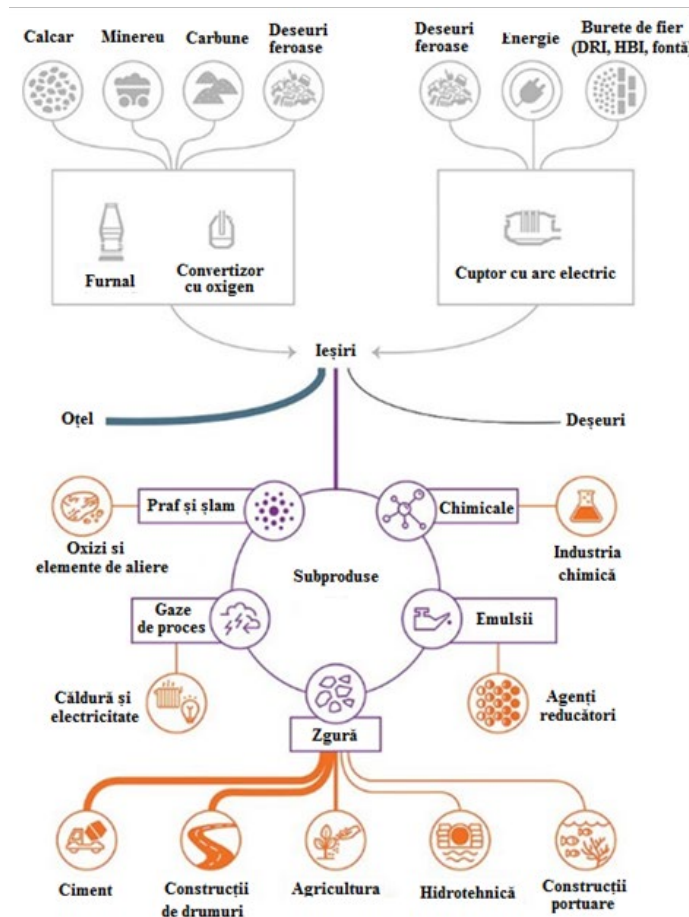 Calcar
Minereu
Carbune
Deseuri
feroase
Deseuri
feroase
Energie
Burete de fier
(DRI, HBI, fontă)
Furnal
Convertizor
cu oxigen
Cuptor cu arc electric
Ieșiri
Oțel
Deșeuri
Praf și șlam
Chimicale
Oxizi si
elemente de aliere
Industria
chimică
Subproduse
Gaze
de proces
Emulsii
Căldură și
electricitate
Agenți
reducători
Zgură
Ciment
Construcții
de drumuri
Agricultura
Hidrotehnică
Construcții
portuare